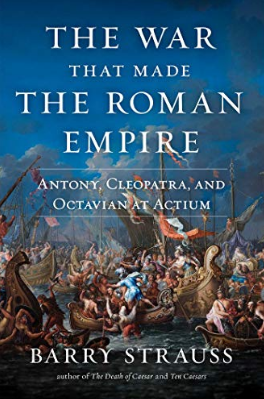 THE WAR
THAT MADE
THE ROMAN
EMPIRE
ANTONY, CLEOPATRA, AND
OCTAVIAN AT ACTIUM
BARRY STRAUSS
author of The Death of Caesar and Ten Caesars